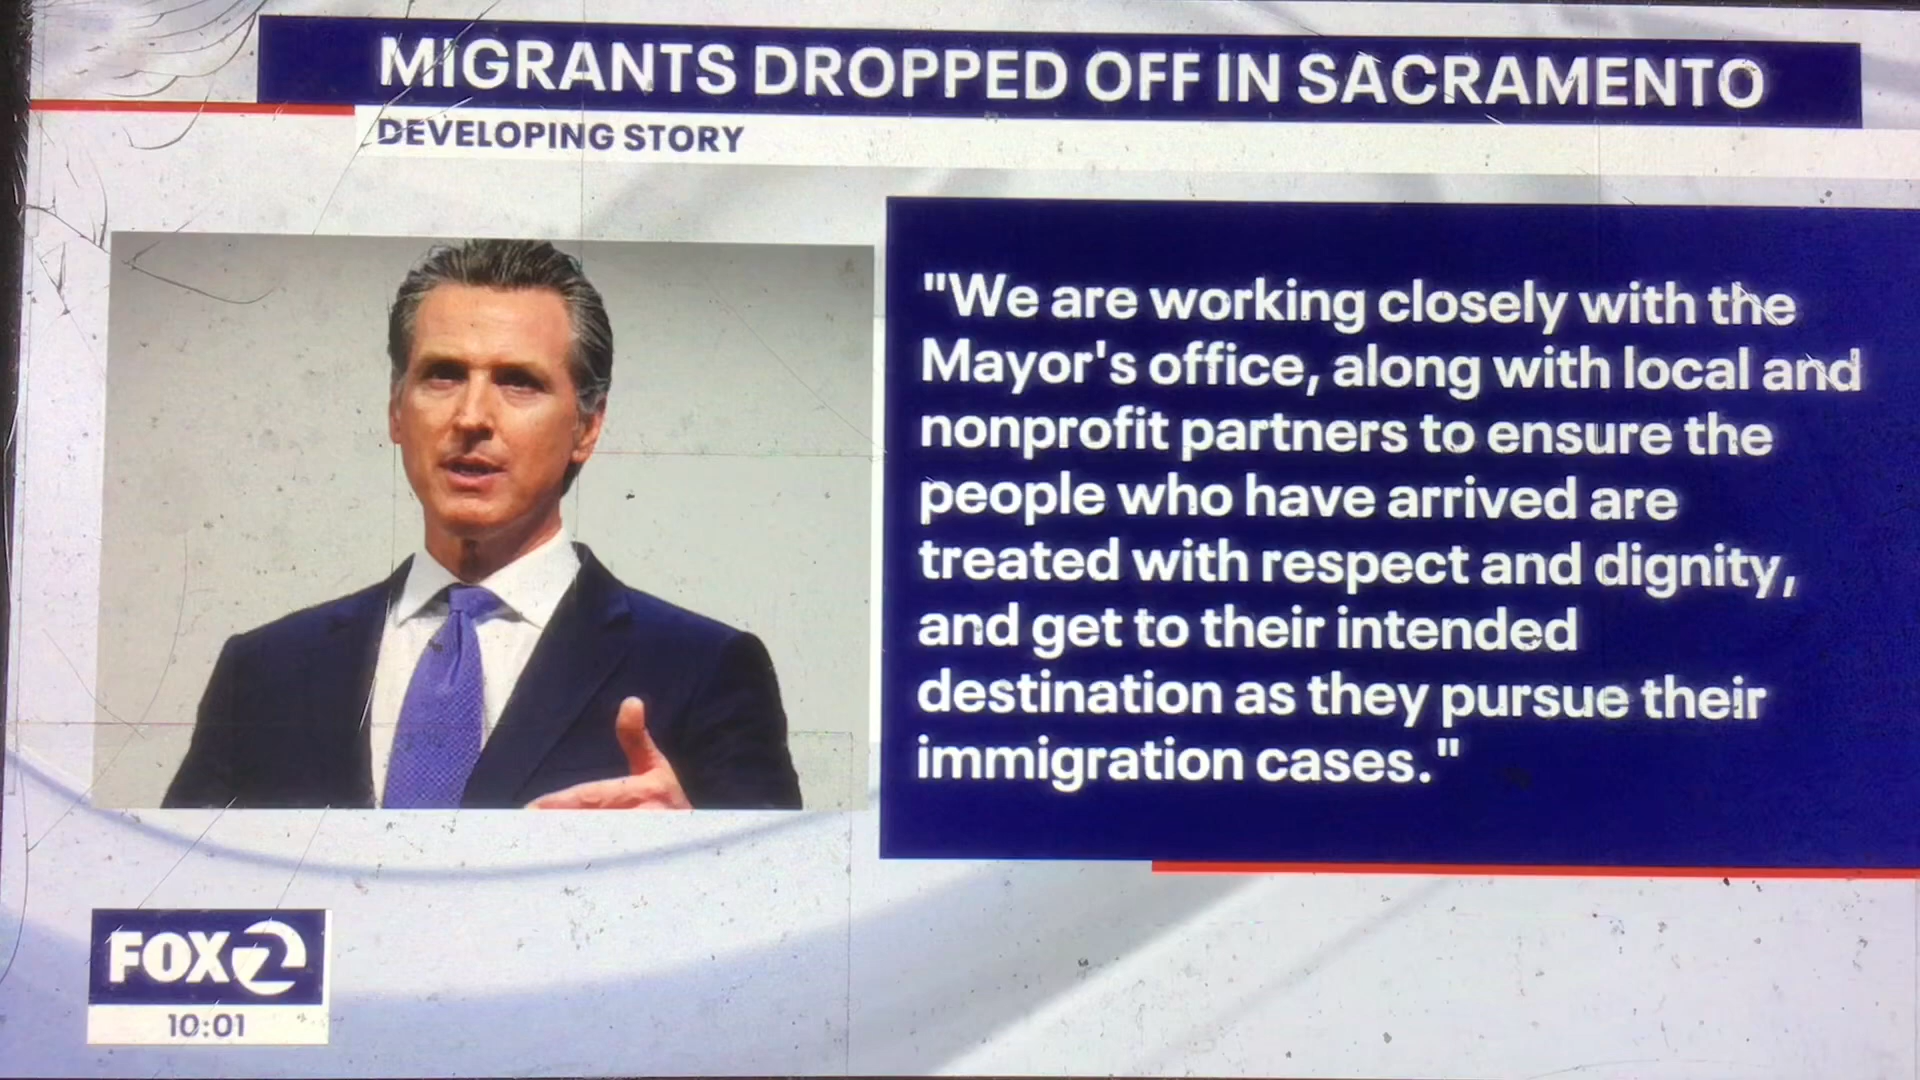 MIGRANTS DROPPED OFF IN SACRAMENTO
DEVELOPING STORY
"We are working closely with the
Mayor's office, along with local and
nonprofit partners to ensure the
people who have arrived are
treated with respect and dignity,
and get to their intended
destination as they pursue their
immigration cases."
FOX 2
10:01